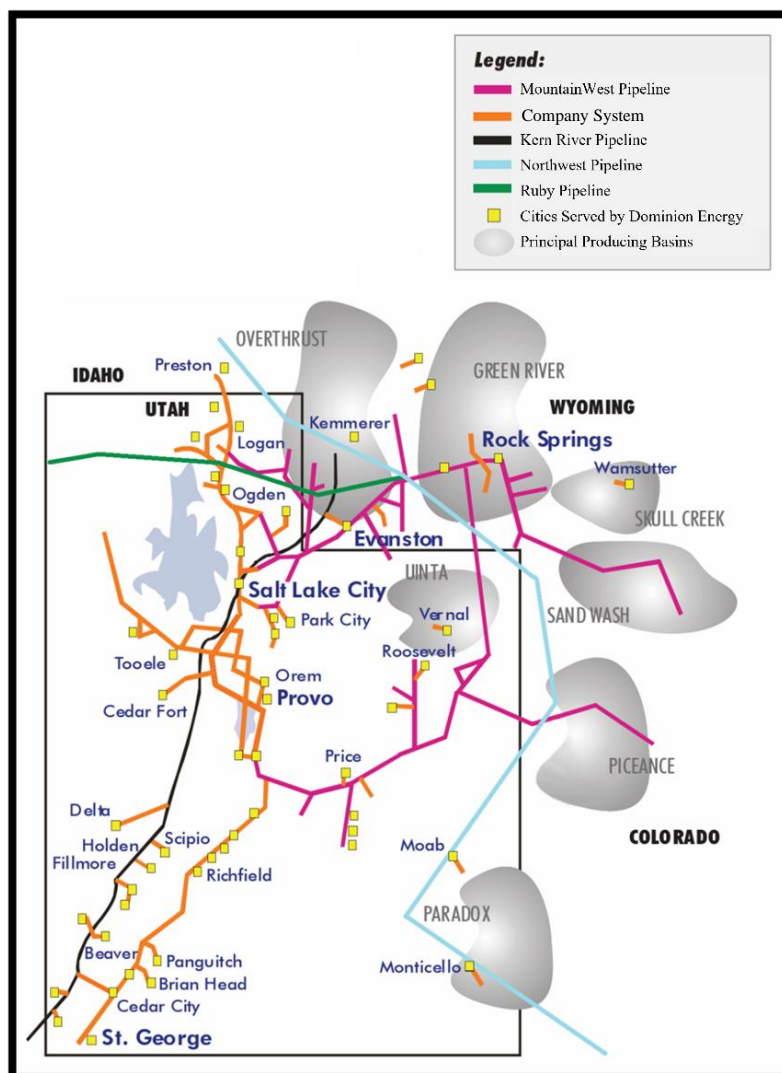 Legend:
MountainWest Pipeline
Company System
Kern River Pipeline
Northwest Pipeline
Ruby Pipeline
Cities Served by Dominion Energy
Principal Producing Basins
OVERTHRUST
Preston
GREEN RIVER
IDAHO
UTAH
WYOMING
Kemmerer
Logan
Rock Springs
Wamsutter
Ogden
SKULL CREEK
Evanston
UINTA
Salt Lake City
Vernal
SAND WASH
Park City
Roosevelt
Tooele
Orem
Provo
Cedar Fort
Price
PICEANCE
Delta
COLORADO
Holden
Scipio
Moab
Fillmore
Richfield
PARADOX
Beaver
Panguitch
Monticello
Brian Head
Cedar City
St. George